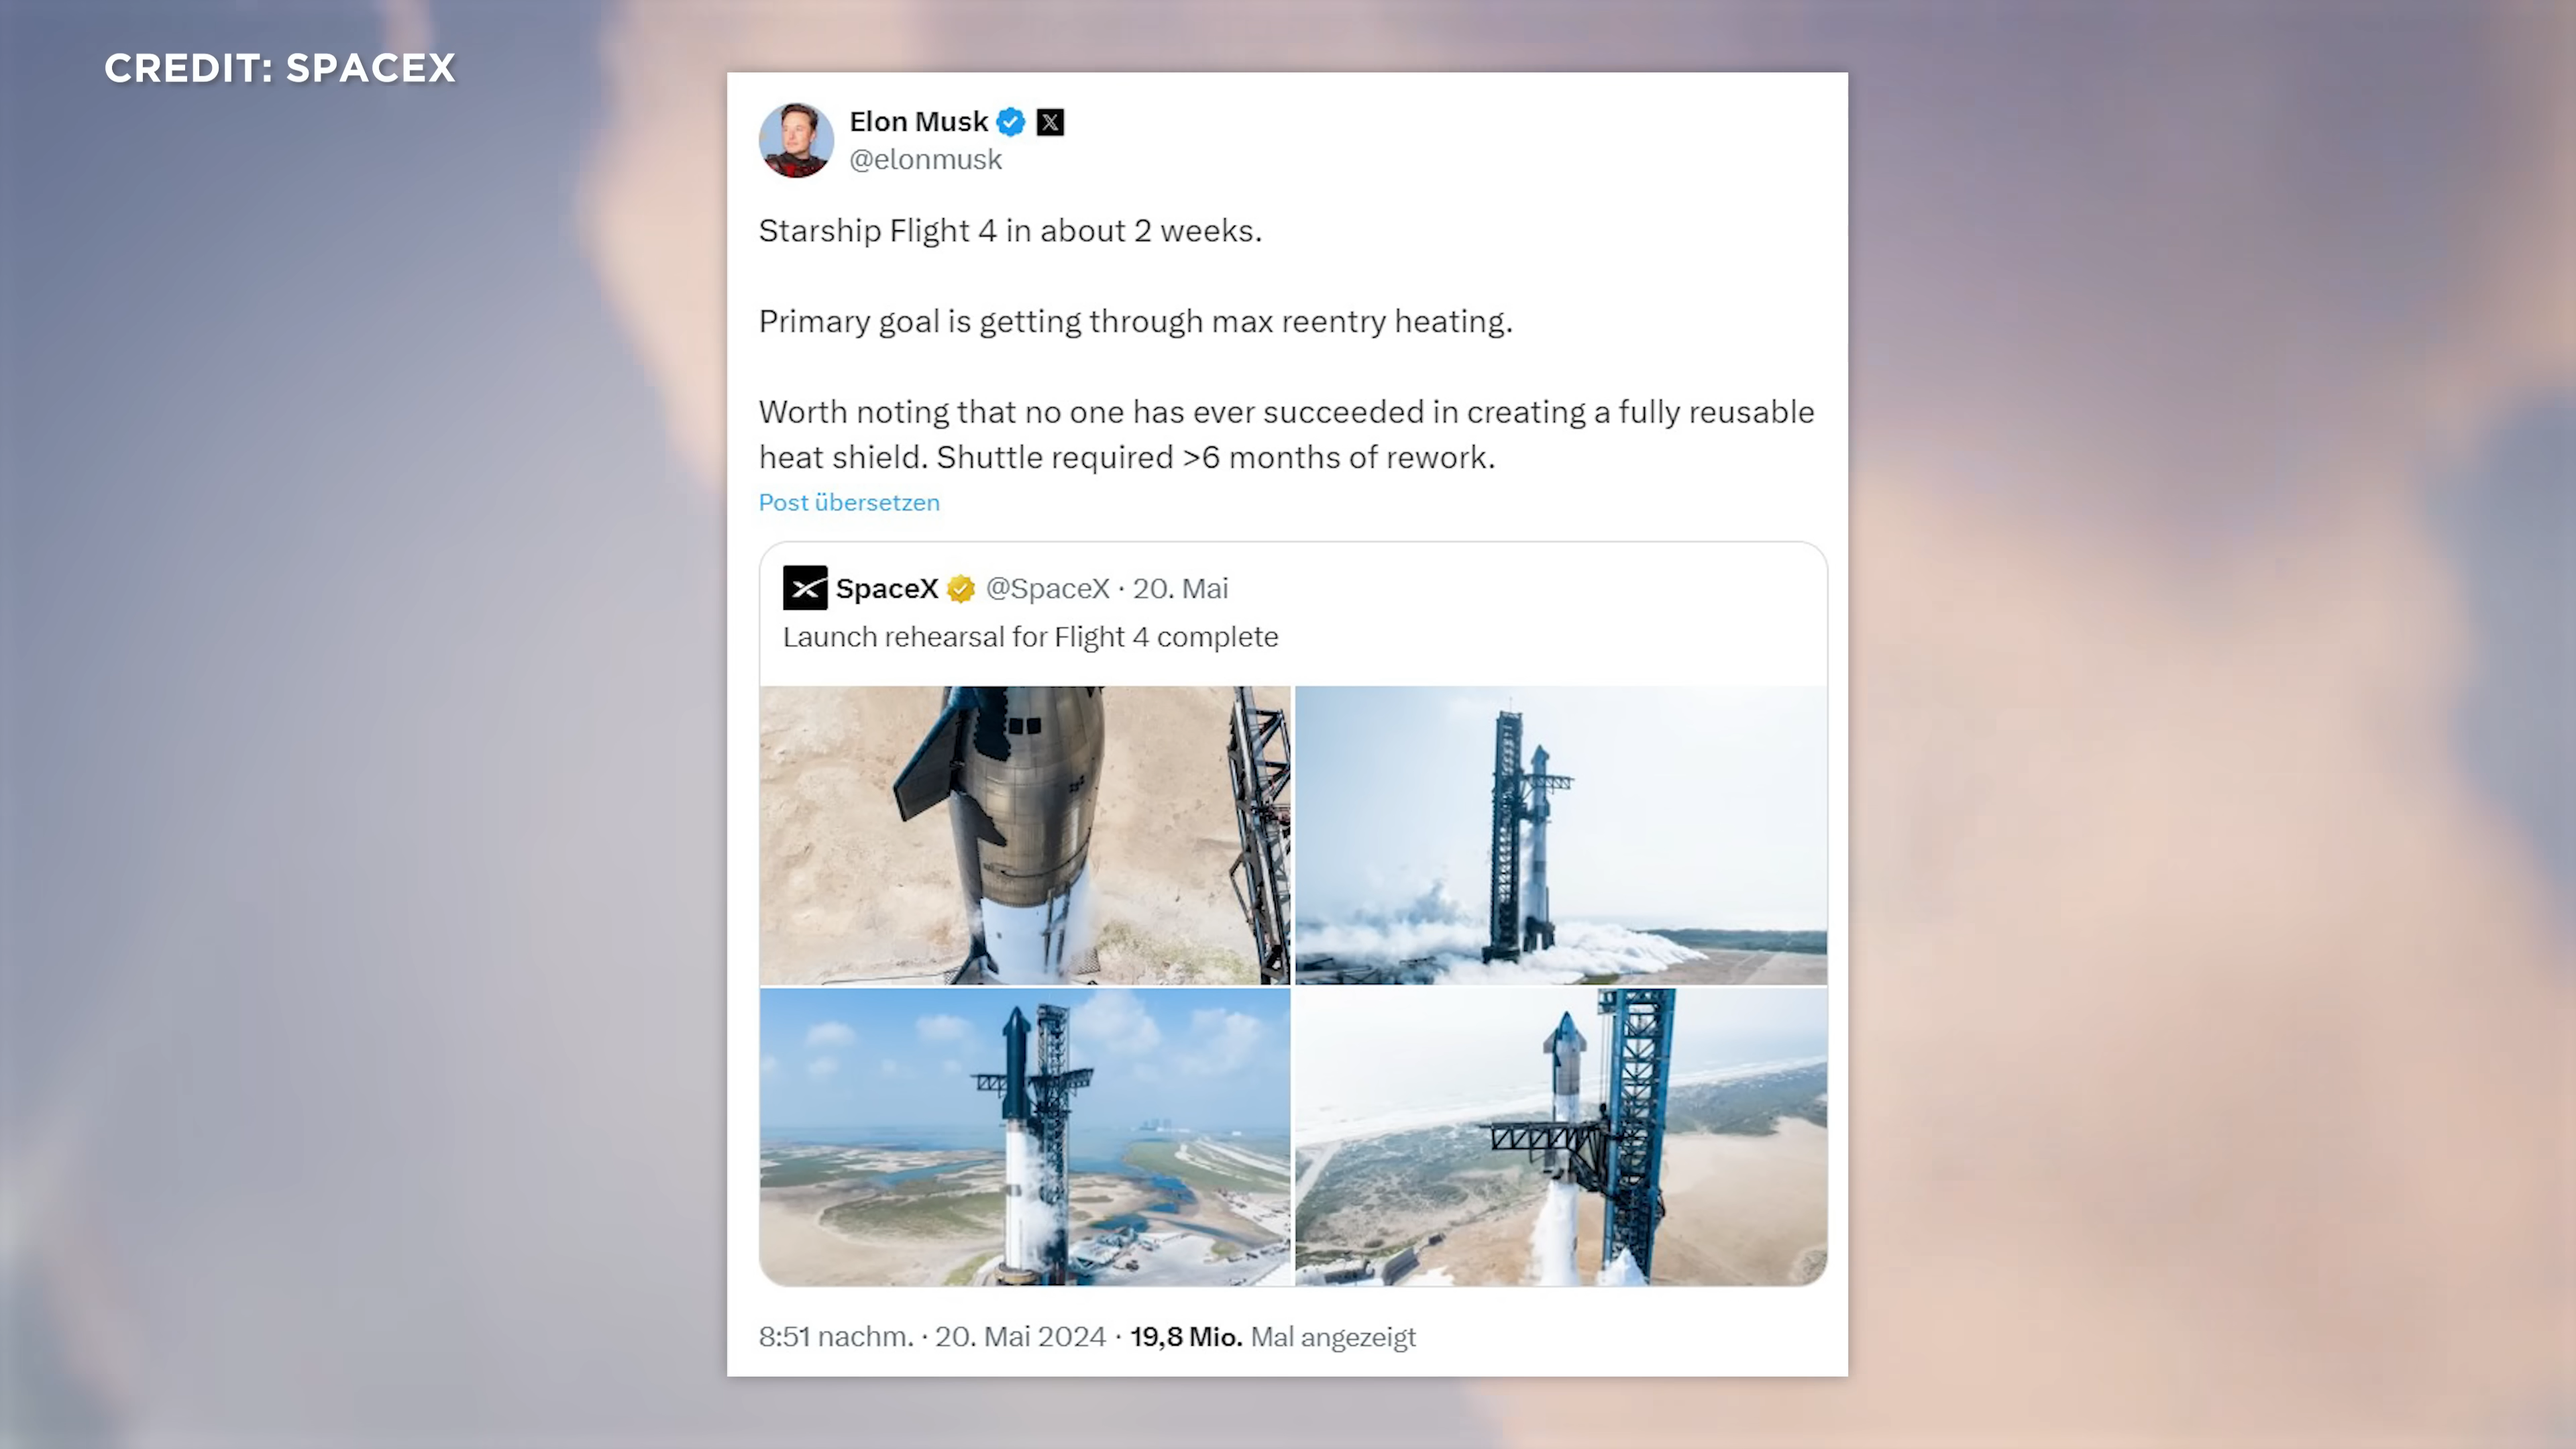 CREDIT: SPACEX
Elon Musk
@elonmusk
Starship Flight 4 in about 2 weeks.
Primary goal is getting through max reentry heating.
Worth noting that no one has ever succeeded in creating a fully reusable
heat shield. Shuttle required >6 months of rework.
Post übersetzen
SpaceX @SpaceX · 20. Mai
Launch rehearsal for Flight 4 complete
8:51 nachm. · 20. Mai 2024 · 19,8 Mio. Mal angezeigt